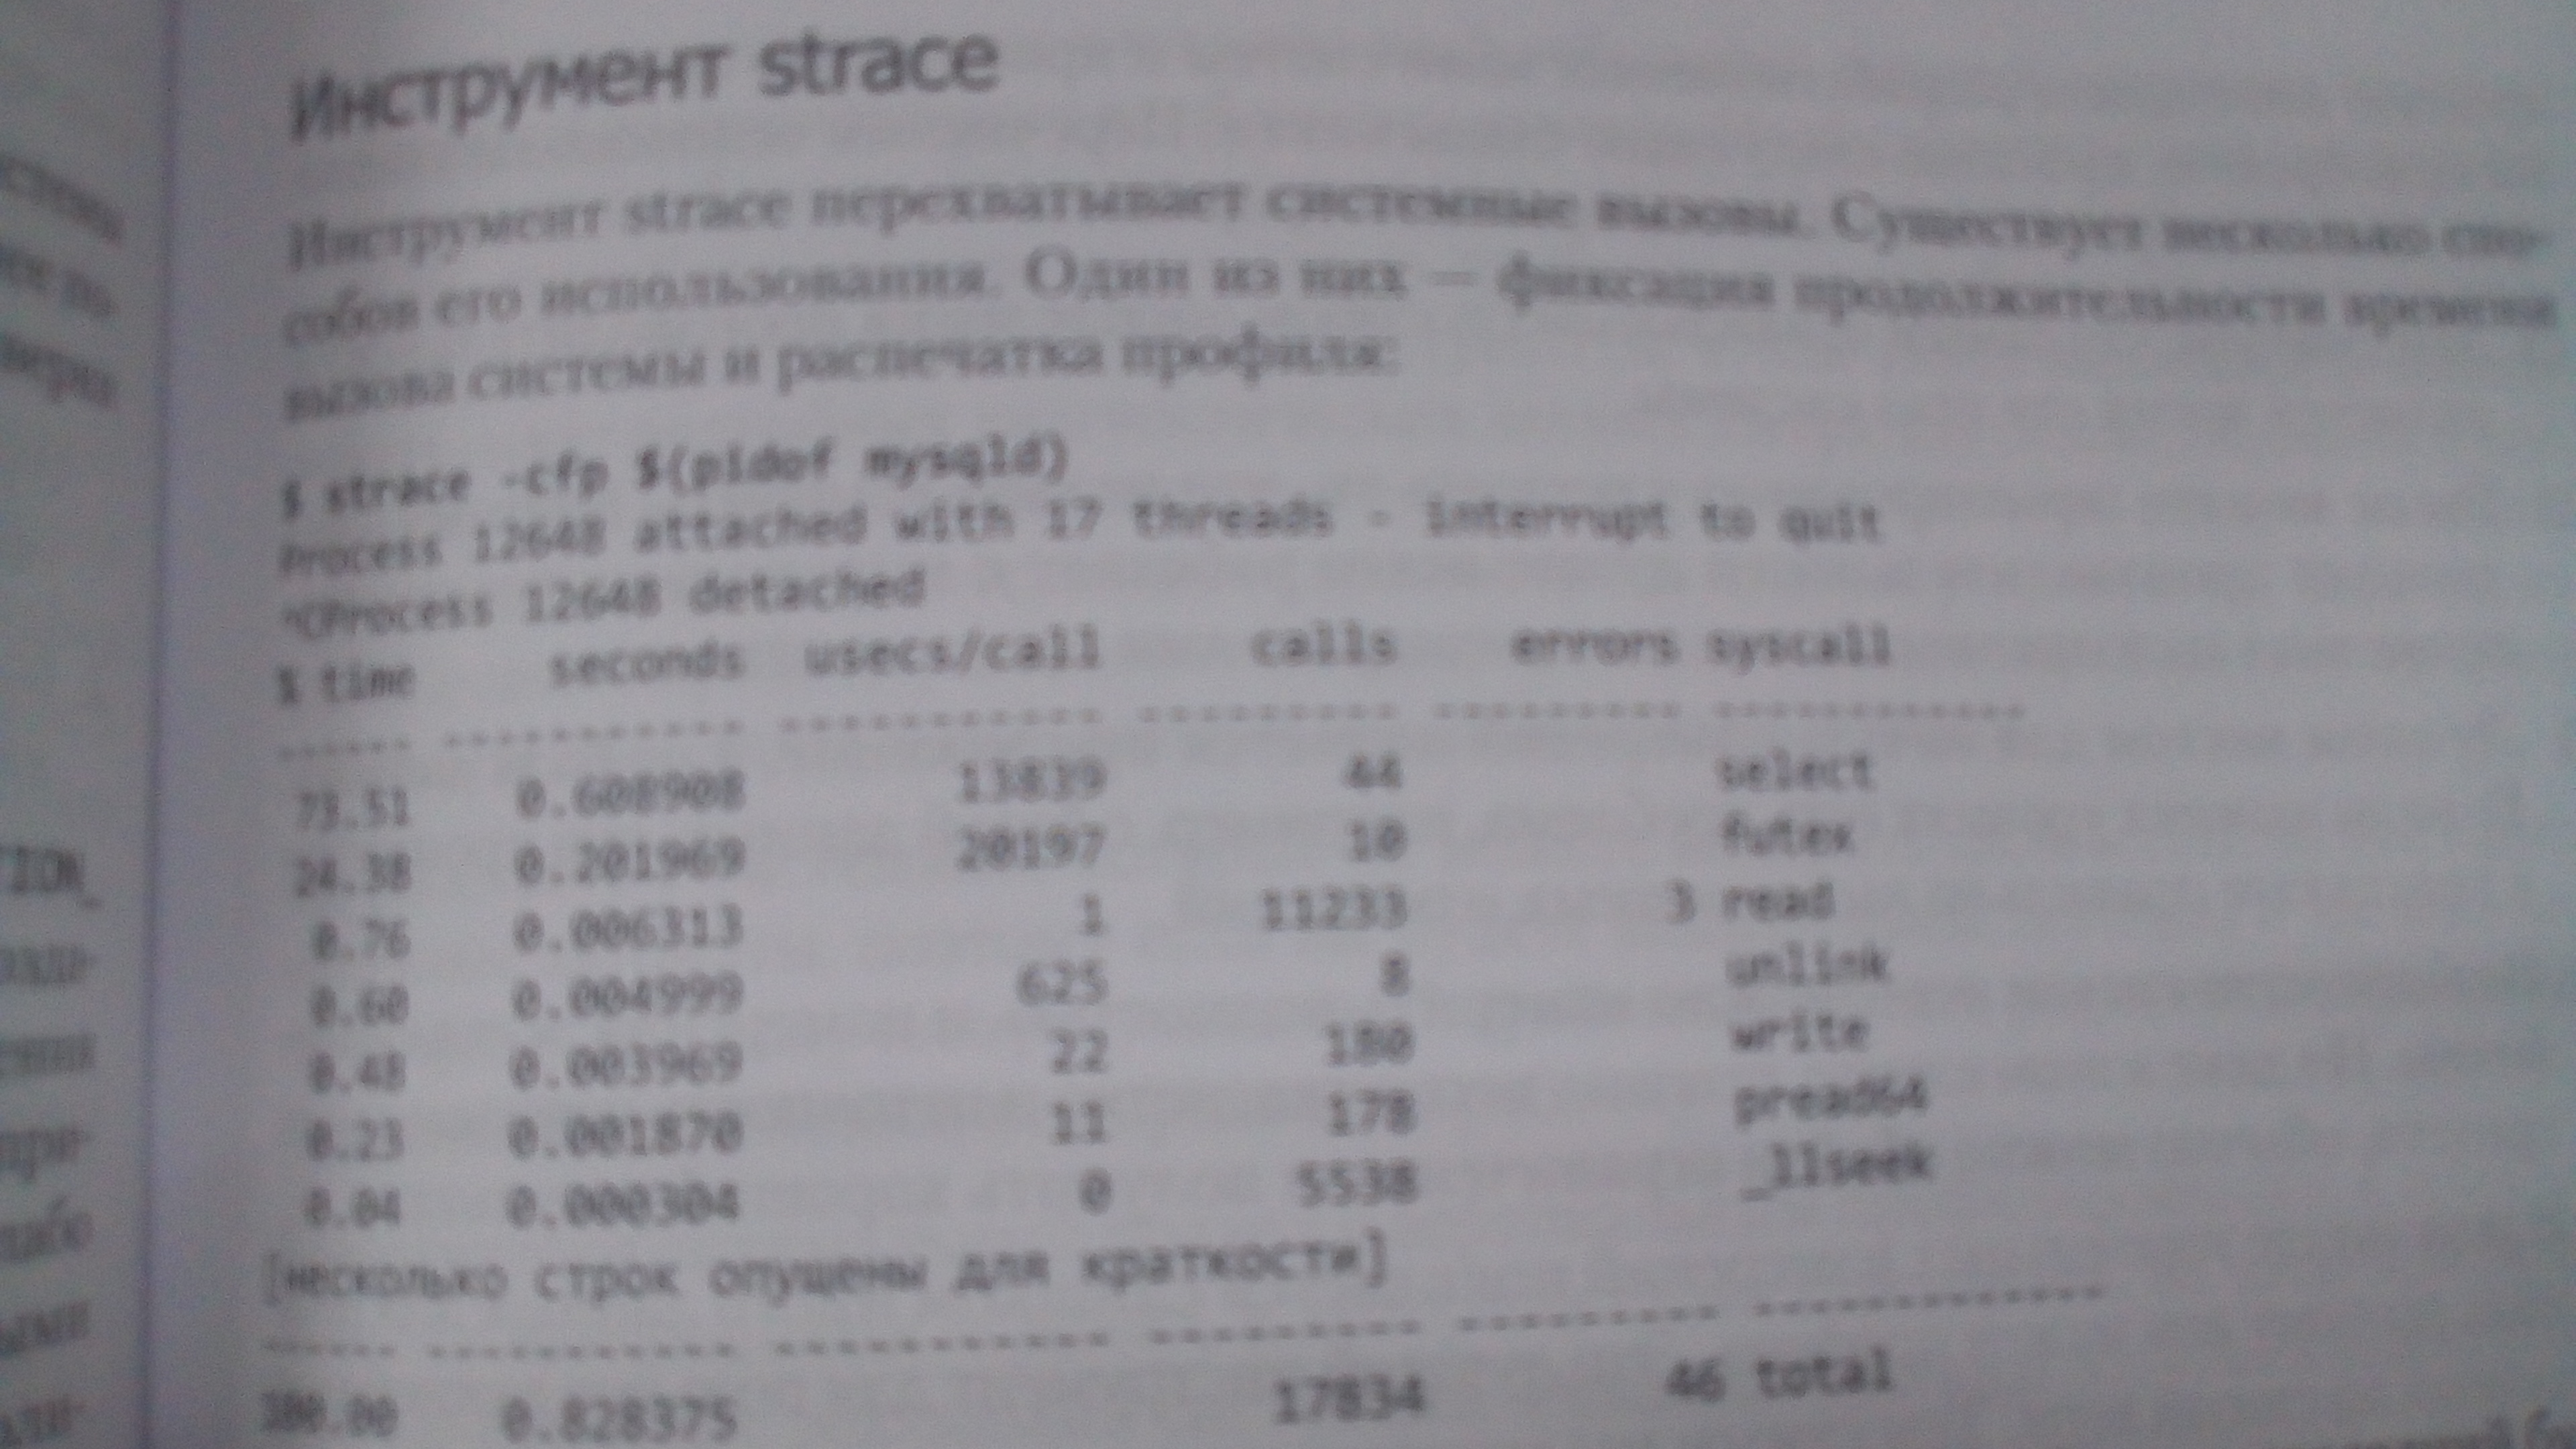 Инструмент strace
Инструмент strace перехватывает системные вызовы. Существует несколько спо-
собов его использования. Один из них — фиксация продолжительности времени
вызова системы и распечатка профиля:
$ strace -cfp $(pidof mysqld)
Process 12648 attached with 17 threads - interrupt to quit
^CProcess 12648 detached
% time seconds usecs/call calls errors syscall
------ ----------- ----------- --------- --------- ------------
73.51 0.608908 13839 44 select
24.38 0.201969 20197 10 futex
0.76 0.006313 1 11233 3 read
0.60 0.004999 625 8 unlink
0.48 0.003969 22 180 write
0.23 0.001870 11 178 pread64
0.04 0.000304 0 5538 _llseek
[несколько строк опущены для краткости]
------ ----------- ----------- --------- --------- ------------
100.00 0.828375 17834 46 total